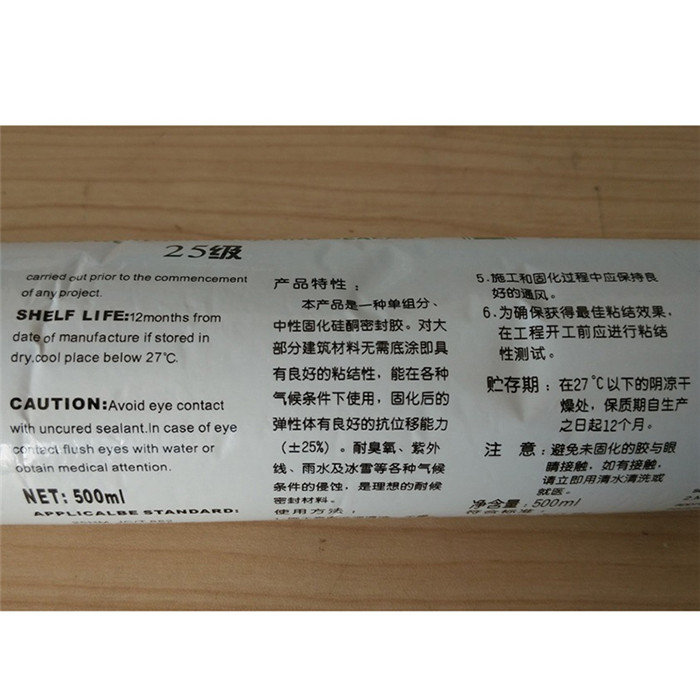 25级
carried out prior to the commencement
of any project.
SHELF LIFE:12months from
date of manufacture if stored in
dry.cool place below 27℃.
CAUTION:Avoid eye contact
with uncured sealant.In case of eye
contact flush eyes with water or
obtain medical attention.
NET: 500ml
APPLICALBE STANDARD:
产品特性：
本产品是一种单组分、
中性固化硅酮密封胶。对大
部分建筑材料无需底涂即具
有良好的粘结性，能在各种
气候条件下使用，固化后的
弹性体有良好的抗位移能力
（±25%）。耐臭氧、紫外
线、雨水及冰雪等各种气候
条件的侵蚀，是理想的耐候
密封材料。
使用方法：
5.施工和固化过程中应保持良
好的通风。
6.为确保获得最佳粘结效果，
在工程开工前应进行粘结
性测试。
贮存期：在27℃以下的阴凉干
燥处，保质期自生产
之日起12个月。
注 意：避免未固化的胶与眼
睛接触，如有接触，
请立即用清水清洗或
就医。
净含量：500ml
符合标准：